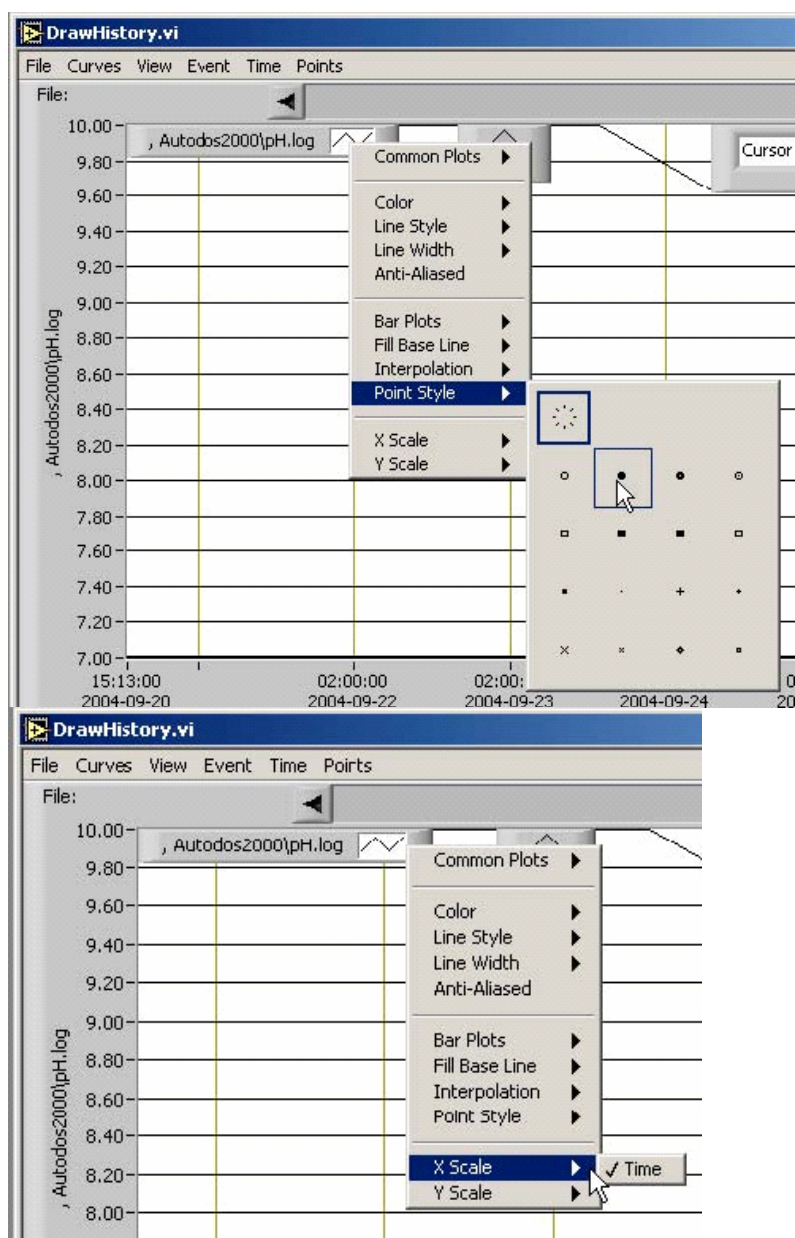 DrawHistory.vi
File Curves View Event Time Points
File:
10.00
, Autodos2000\pH.log
Cursor
9.80
9.60
9.40
9.20
9.00
8.80
8.60
8.40
8.20
8.00
7.80
7.60
7.40
7.20
7.00
, Autodos2000\pH.log
Common Plots
Color
Line Style
Line Width
Anti-Aliased
Bar Plots
Fill Base Line
Interpolation
Point Style
X Scale
Y Scale
15:13:00 02:00:00 02:00: 0
2004-09-20 2004-09-22 2004-09-23 2004-09-24 20
DrawHistory.vi
File Curves View Event Time Points
File:
10.00
, Autodos2000\pH.log
9.80
9.60
9.40
9.20
9.00
8.80
8.60
8.40
8.20
8.00
, Autodos2000\pH.log
Common Plots
Color
Line Style
Line Width
Anti-Aliased
Bar Plots
Fill Base Line
Interpolation
Point Style
X Scale
✓ Time
Y Scale